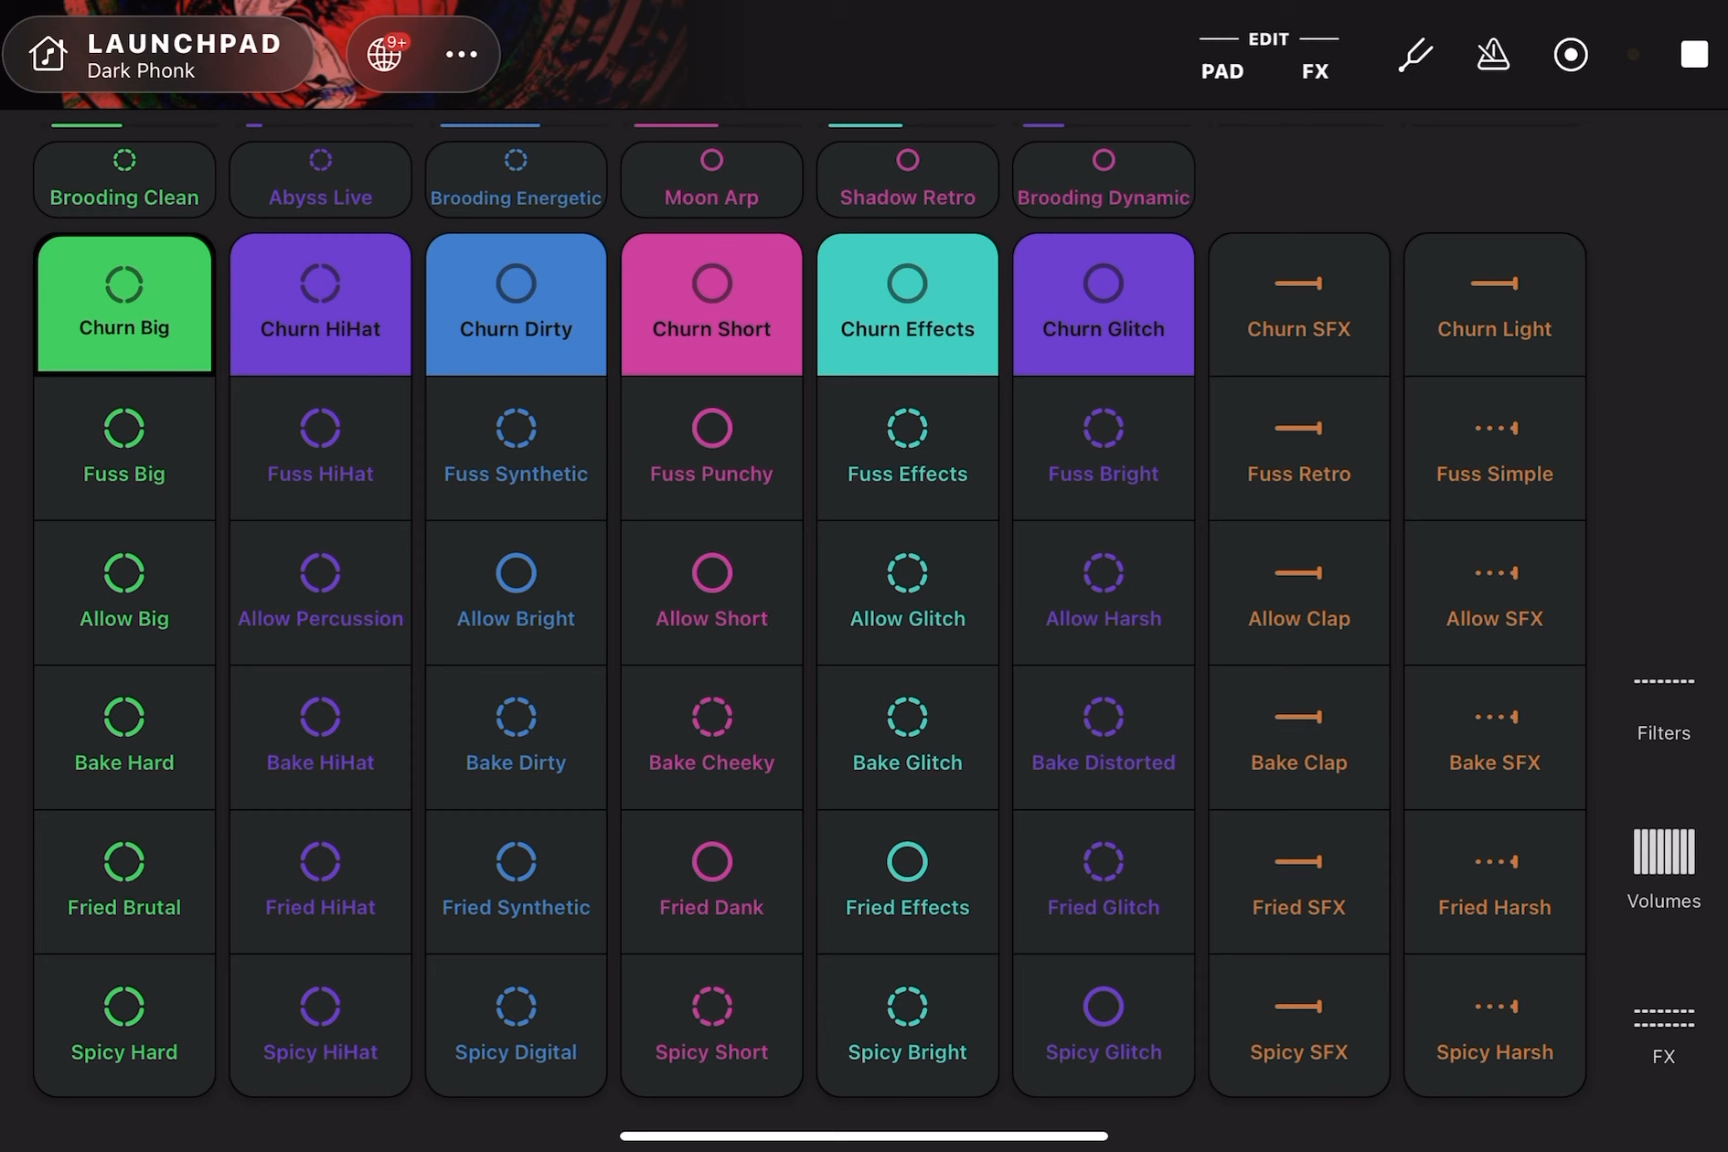 LAUNCHPAD
Dark Phonk
9+
EDIT
PAD FX
Brooding Clean
Abyss Live
Brooding Energetic
Moon Arp
Shadow Retro
Brooding Dynamic
Churn Big
Churn HiHat
Churn Dirty
Churn Short
Churn Effects
Churn Glitch
Churn SFX
Churn Light
Fuss Big
Fuss HiHat
Fuss Synthetic
Fuss Punchy
Fuss Effects
Fuss Bright
Fuss Retro
Fuss Simple
Allow Big
Allow Percussion
Allow Bright
Allow Short
Allow Glitch
Allow Harsh
Allow Clap
Allow SFX
Bake Hard
Bake HiHat
Bake Dirty
Bake Cheeky
Bake Glitch
Bake Distorted
Bake Clap
Bake SFX
Filters
Fried Brutal
Fried HiHat
Fried Synthetic
Fried Dank
Fried Effects
Fried Glitch
Fried SFX
Fried Harsh
Volumes
Spicy Hard
Spicy HiHat
Spicy Digital
Spicy Short
Spicy Bright
Spicy Glitch
Spicy SFX
Spicy Harsh
FX